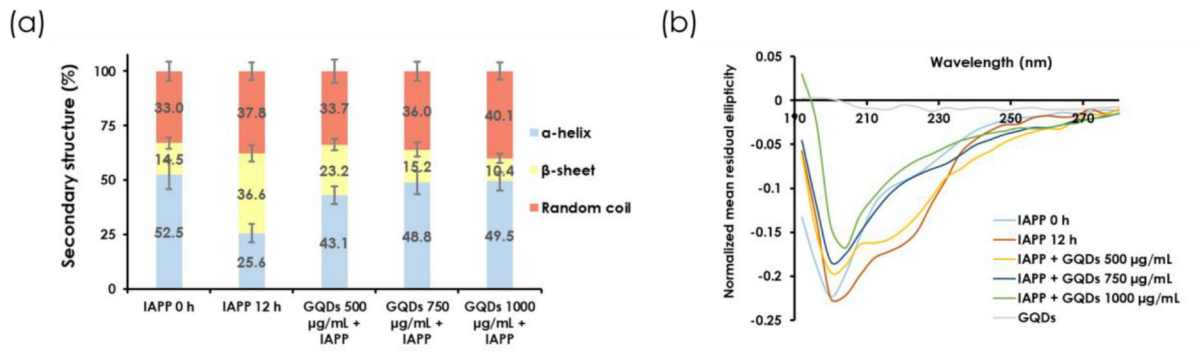 (a)
Secondary structure (%)
100
75
50
25
0
33.0
14.5
52.5
37.8
36.6
25.6
33.7
23.2
43.1
36.0
15.2
48.8
40.1
10.4
49.5
IAPP 0 h
IAPP 12 h
GQDs 500
µg/mL +
IAPP
GQDs 750
µg/mL +
IAPP
GQDs 1000
µg/mL +
IAPP
α-helix
β-sheet
Random coil
(b)
Normalized mean residual ellipticity
Wavelength (nm)
0.05
0
-0.05
-0.1
-0.15
-0.2
-0.25
190
210
230
250
270
IAPP 0 h
IAPP 12 h
IAPP + GQDs 500 µg/mL
IAPP + GQDs 750 µg/mL
IAPP + GQDs 1000 µg/mL
GQDs